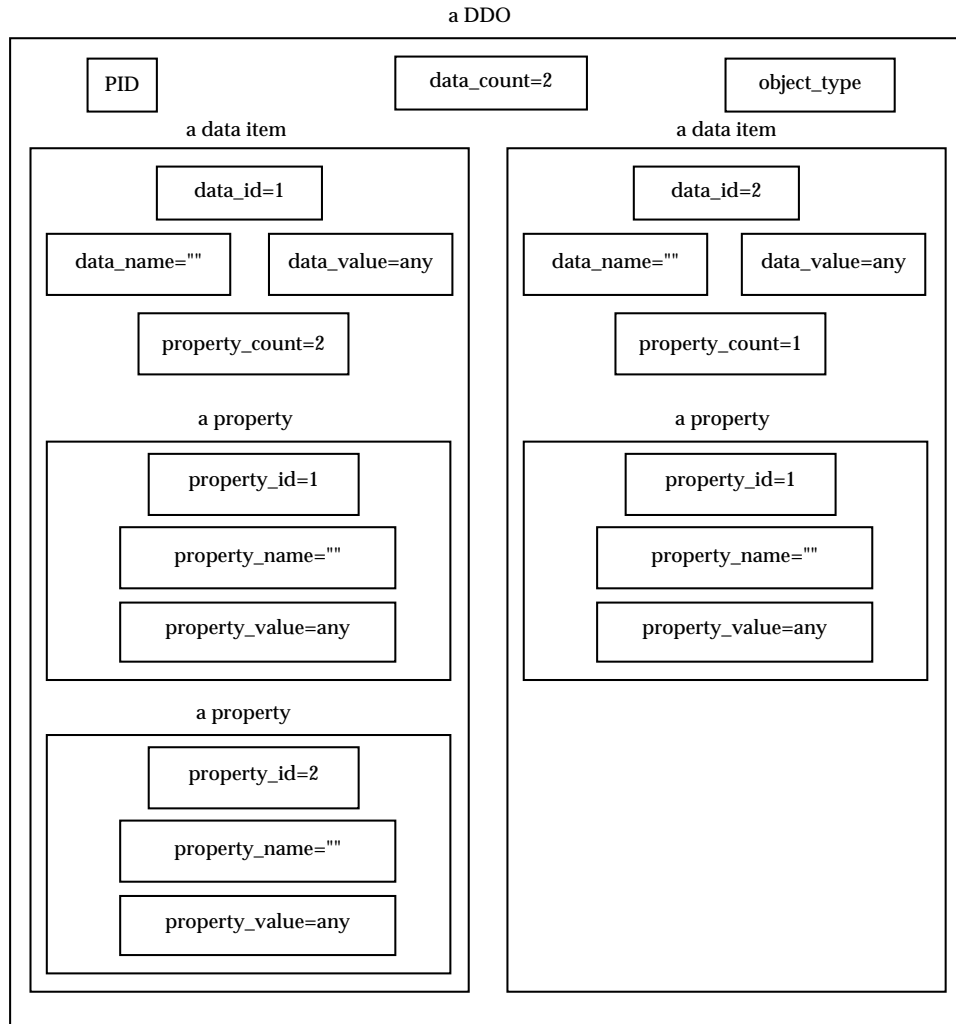 a DDO
PID
data_count=2
object_type
a data item
data_id=1
data_name=""
data_value=any
property_count=2
a property
property_id=1
property_name=""
property_value=any
a property
property_id=2
property_name=""
property_value=any
a data item
data_id=2
data_name=""
data_value=any
property_count=1
a property
property_id=1
property_name=""
property_value=any